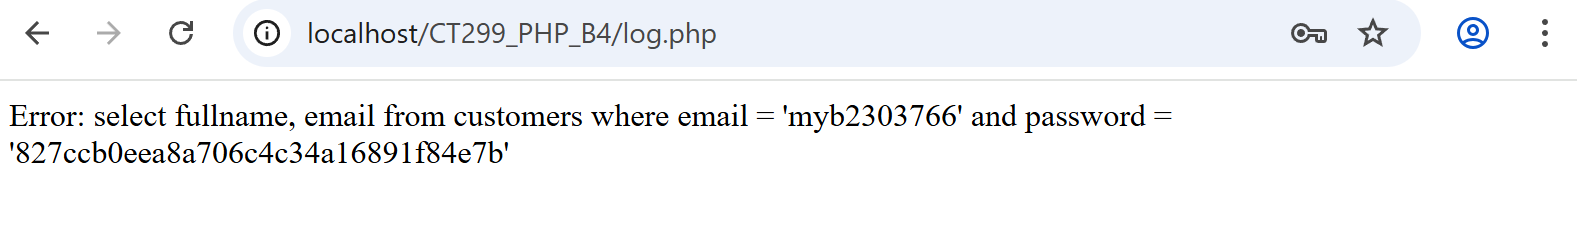 localhost/CT299_PHP_B4/log.php
Error: select fullname, email from customers where email = 'myb2303766' and password =
'827ccb0eea8a706c4c34a16891f84e7b'